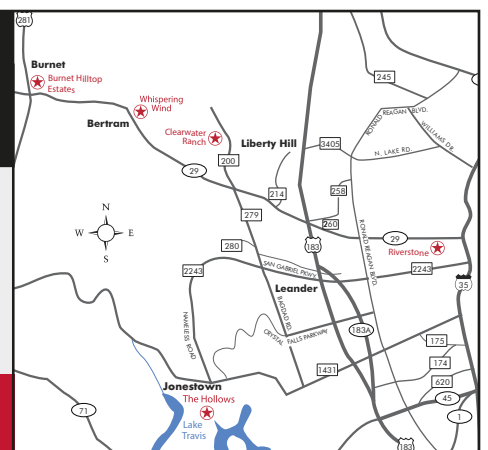 281
Burnet
Burnet Hilltop
Estates
245
Whispering
Wind
RONALD REAGAN BLVD.
WILLIAMS DR.
Bertram
Clearwater
Ranch
Liberty Hill
3405
N. LAKE RD.
200
29
258
214
279
260
N
W
E
S
280
183
RONALD REAGAN BLVD.
29
Riverstone
2243
SAN GABRIEL PKWY.
2243
35
Leander
BAGDAD RD.
NAMELESS ROAD
183A
CRYSTAL FALLS PARKWAY
175
174
1431
620
Jonestown
The Hollows
45
71
1
Lake
Travis
183